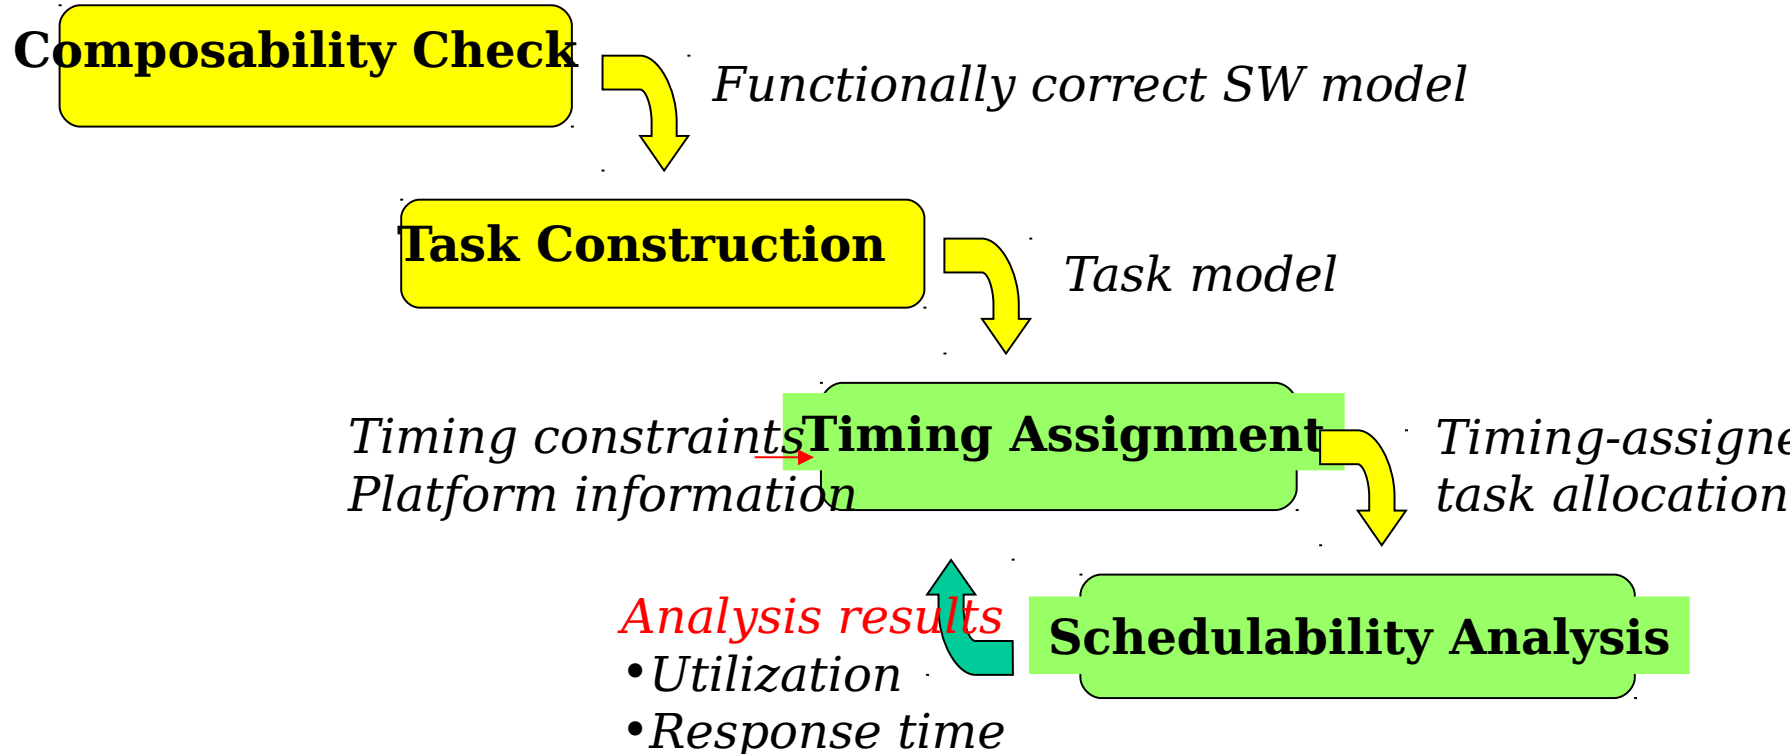 Composability Check
Functionally correct SW model
Task Construction
Task model
Timing constraints
Platform information
Timing Assignment
Timing-assigne
task allocation
Analysis results
•Utilization
•Response time
Schedulability Analysis